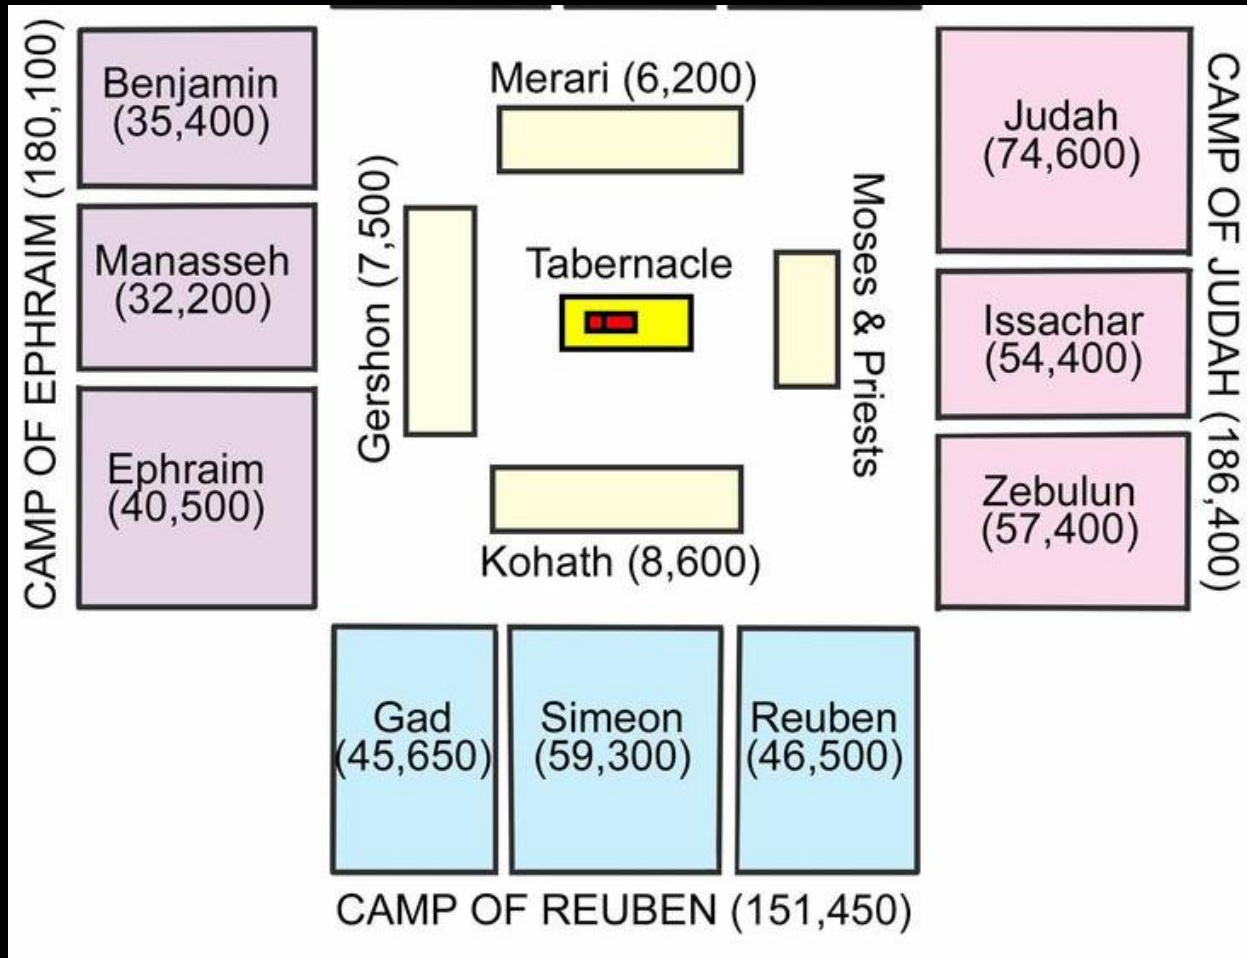 CAMP OF EPHRAIM (180,100)
Benjamin
(35,400)
Manasseh
(32,200)
Ephraim
(40,500)
Merari (6,200)
Gershon (7,500)
Tabernacle
Moses & Priests
Kohath (8,600)
Judah
(74,600)
Issachar
(54,400)
Zebulun
(57,400)
CAMP OF JUDAH (186,400)
Gad
(45,650)
Simeon
(59,300)
Reuben
(46,500)
CAMP OF REUBEN (151,450)